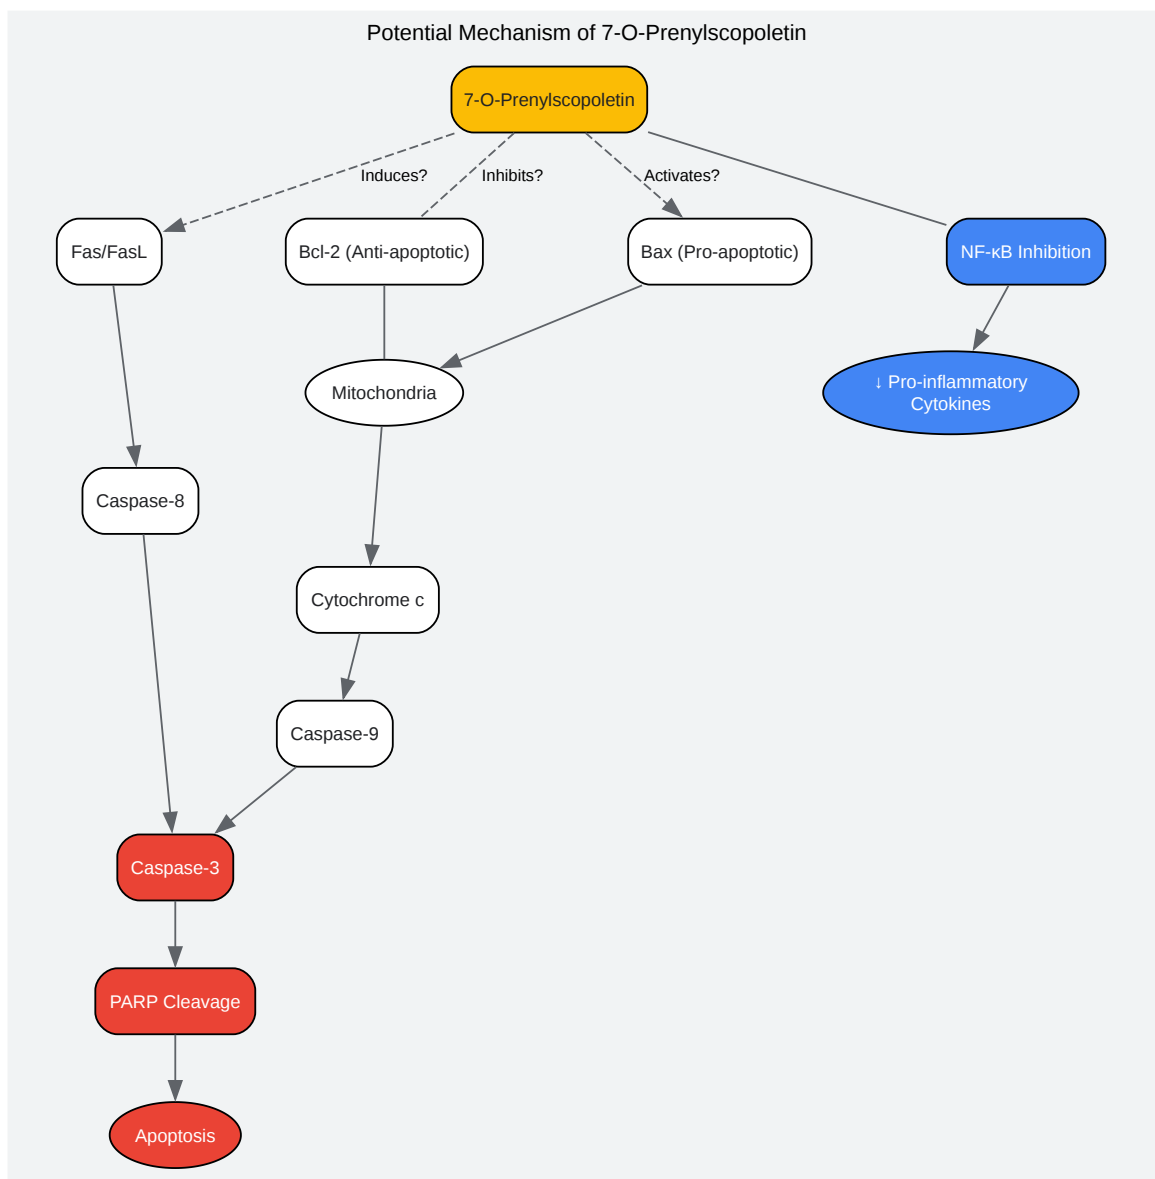 Potential Mechanism of 7-O-Prenylscopoletin
7-O-Prenylscopoletin
Induces?
Inhibits?
Activates?
Fas/FasL
Bcl-2 (Anti-apoptotic)
Bax (Pro-apoptotic)
NF-κB Inhibition
Mitochondria
↓ Pro-inflammatory
Cytokines
Caspase-8
Cytochrome c
Caspase-9
Caspase-3
PARP Cleavage
Apoptosis